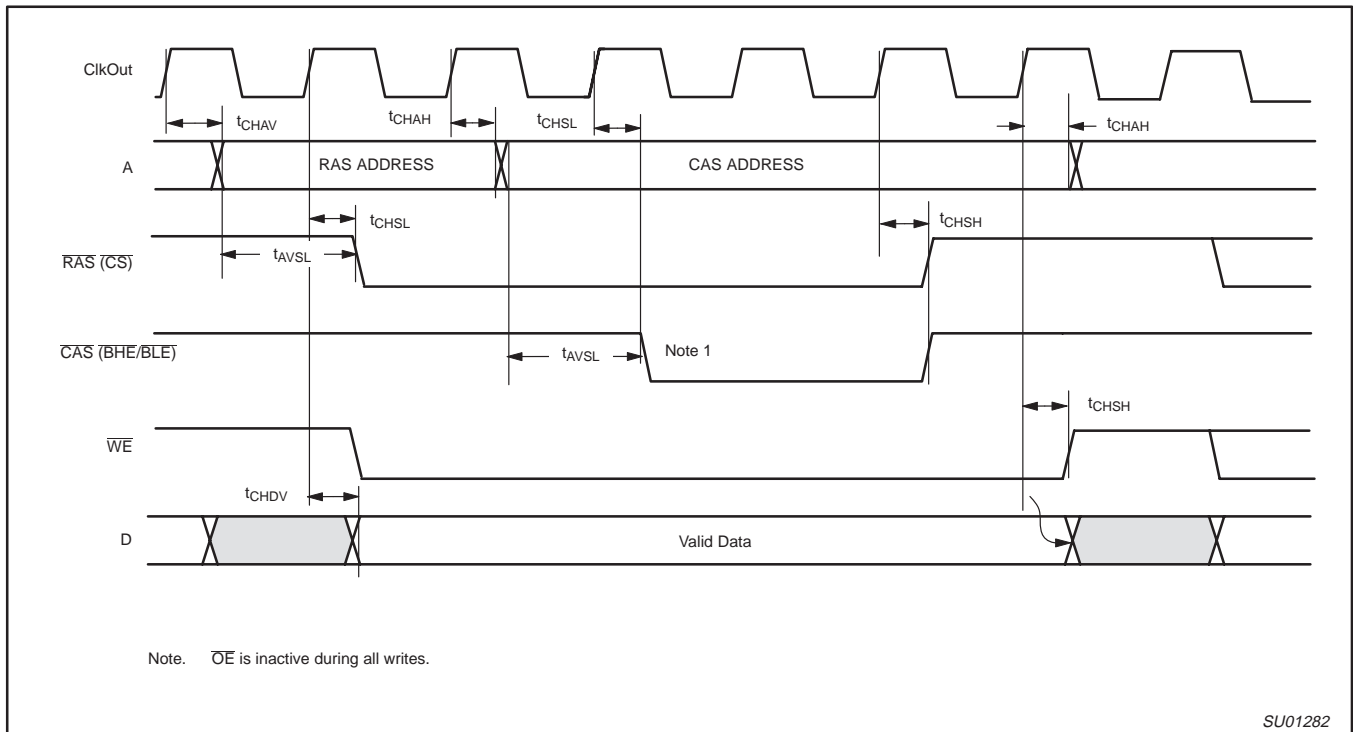 ClkOut
tCHAV
tCHAH
tCHSL
tCHAH
A
RAS ADDRESS
CAS ADDRESS
tCHSL
tCHSH
RAS (CS)
tAVSL
CAS (BHE/BLE)
tAVSL
Note 1
tCHSH
WE
tCHDV
D
Valid Data
Note. OE is inactive during all writes.
SU01282